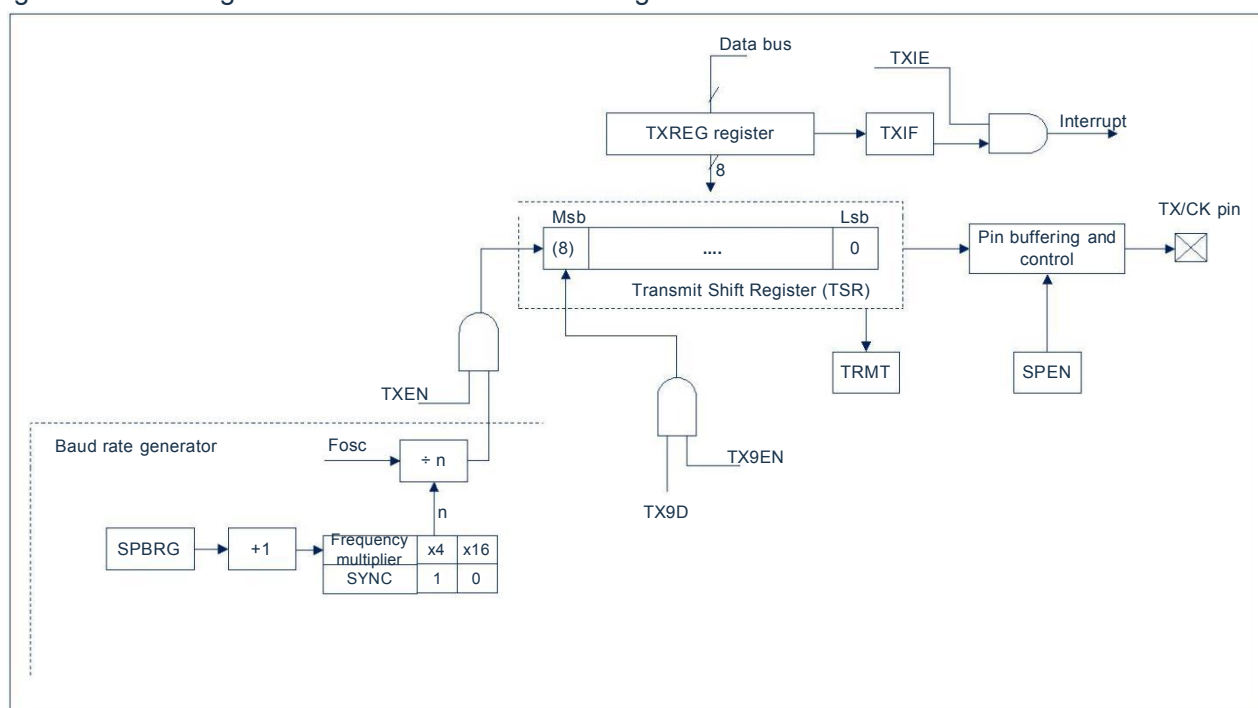 Data bus
TXIE
TXREG register
TXIF
Interrupt
8
Msb
Lsb
TX/CK pin
(8)
....
0
Pin buffering and
control
Transmit Shift Register (TSR)
TRMT
SPEN
TXEN
Baud rate generator
Fosc
÷ n
TX9EN
n
TX9D
SPBRG
+1
Frequency
multiplier
x4
x16
SYNC
1
0